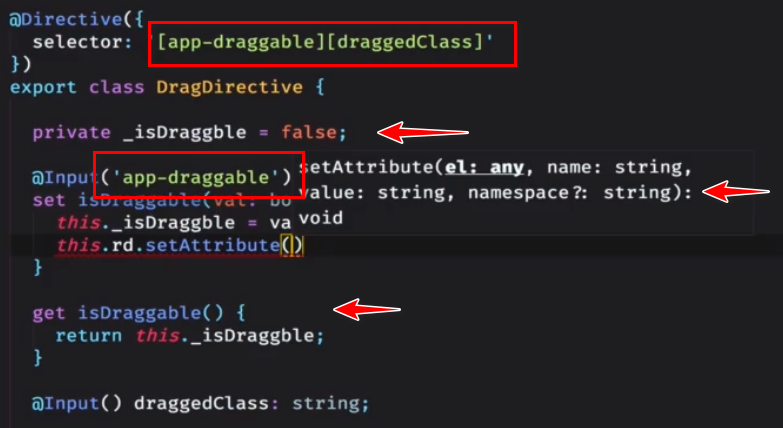 @Directive({
selector: '[app-draggable][draggedClass]'
})
export class DragDirective {
private _isDraggble = false;
@Input('app-draggable')
set isDraggable(val: bo
this._isDraggble = va
this.rd.setAttribute()
}
setAttribute(el: any, name: string,
value: string, namespace?: string):
void
get isDraggable() {
return this._isDraggble;
}
@Input() draggedClass: string;